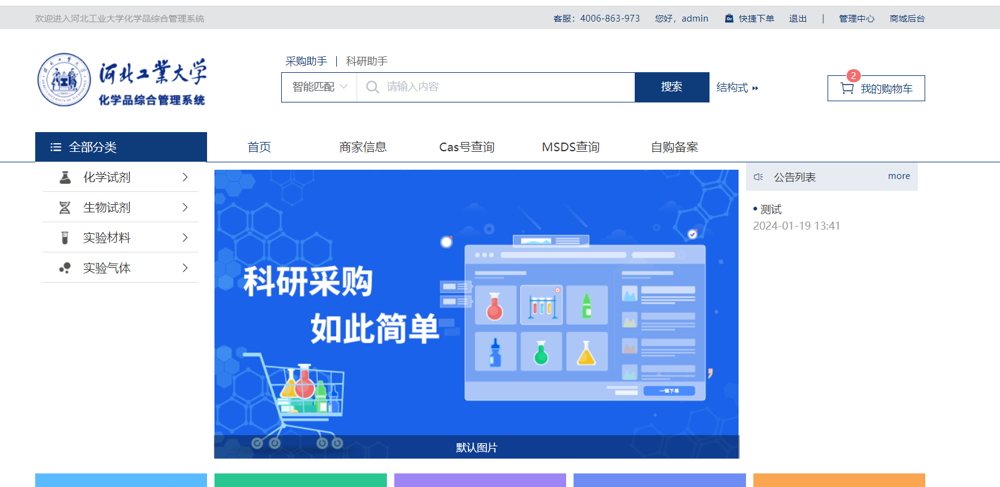 欢迎进入河北工业大学化学品综合管理系统
客服：4006-863-973 您好，admin 快捷下单 退出 | 管理中心 商城后台
河北工業大学
化学品综合管理系统
采购助手 | 科研助手
智能匹配 请输入内容 搜索 结构式
2
我的购物车
全部分类 首页 商家信息 Cas号查询 MSDS查询 自购备案
化学试剂
生物试剂
实验材料
实验气体
科研采购
如此简单
一键下单
默认图片
公告列表 more
• 测试
2024-01-19 13:41